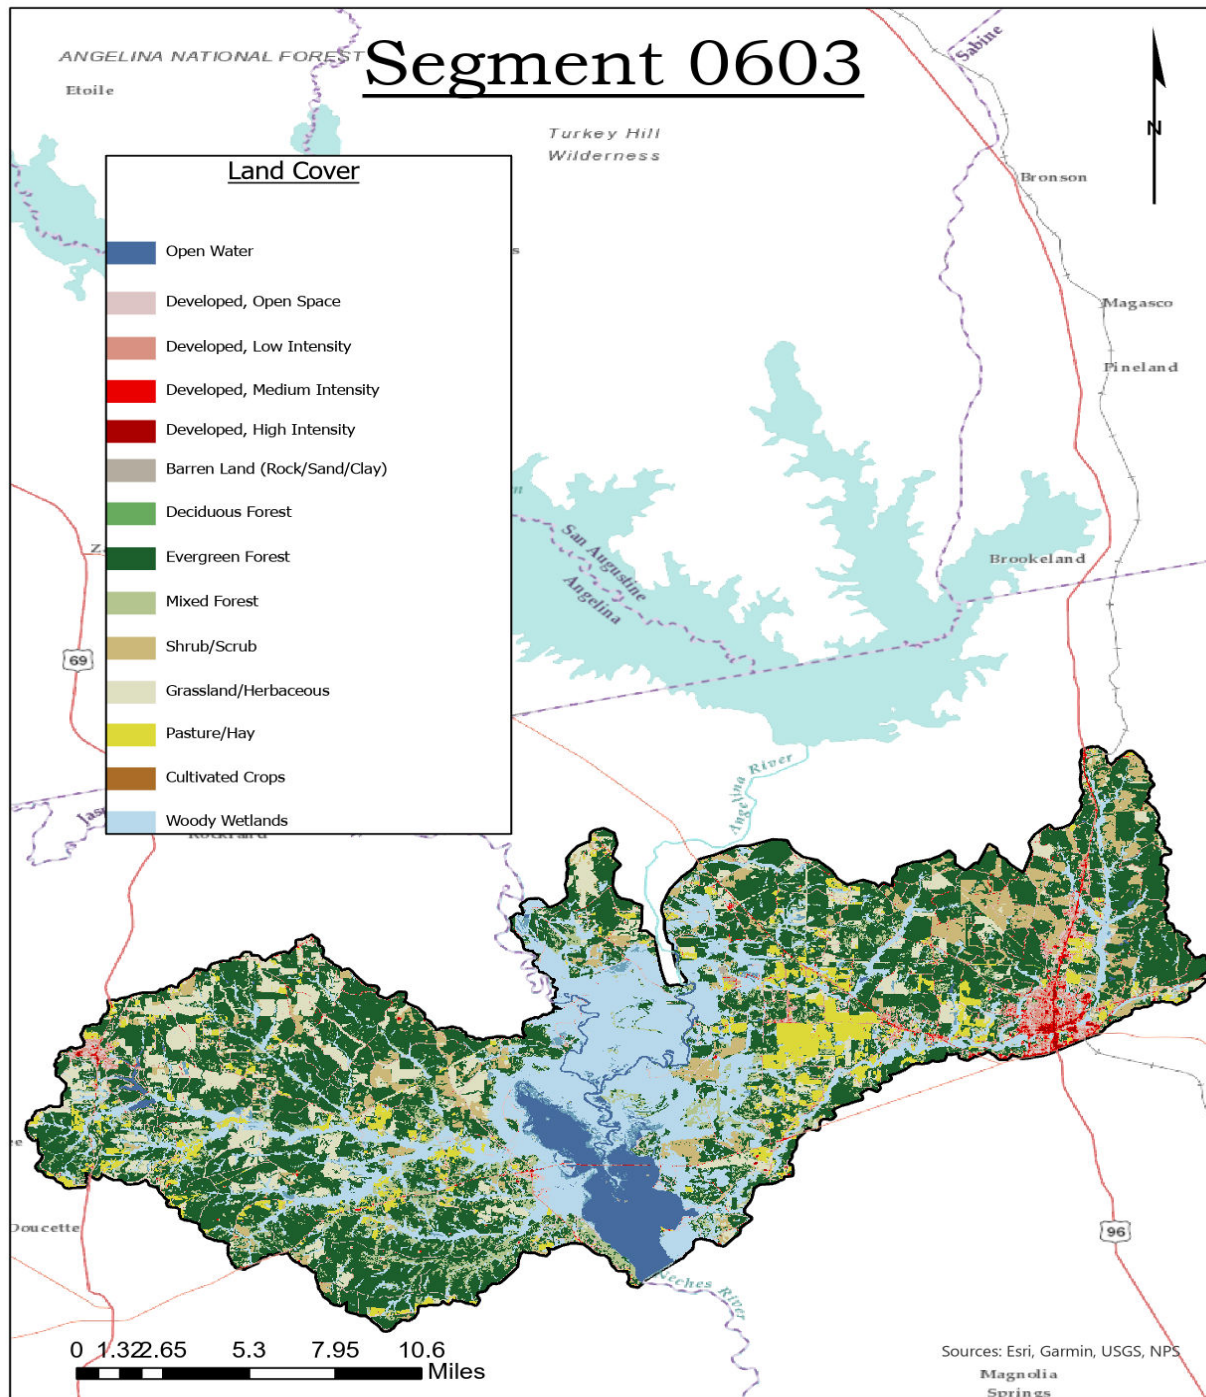 Segment 0603
ANGELINA NATIONAL FOREST
Etoile
Turkey Hill
Wilderness
Sabine
N
Bronson
Magasco
Pineland
Land Cover
Open Water
Developed, Open Space
Developed, Low Intensity
Developed, Medium Intensity
Developed, High Intensity
Barren Land (Rock/Sand/Clay)
Deciduous Forest
Evergreen Forest
Mixed Forest
Shrub/Scrub
Grassland/Herbaceous
Pasture/Hay
Cultivated Crops
Woody Wetlands
San Augustine
Angelina
Brookeland
69
Angelina River
Doucette
96
Neches River
0 1.32 2.65 5.3 7.95 10.6
Miles
Sources: Esri, Garmin, USGS, NPS
Magnolia
Springs